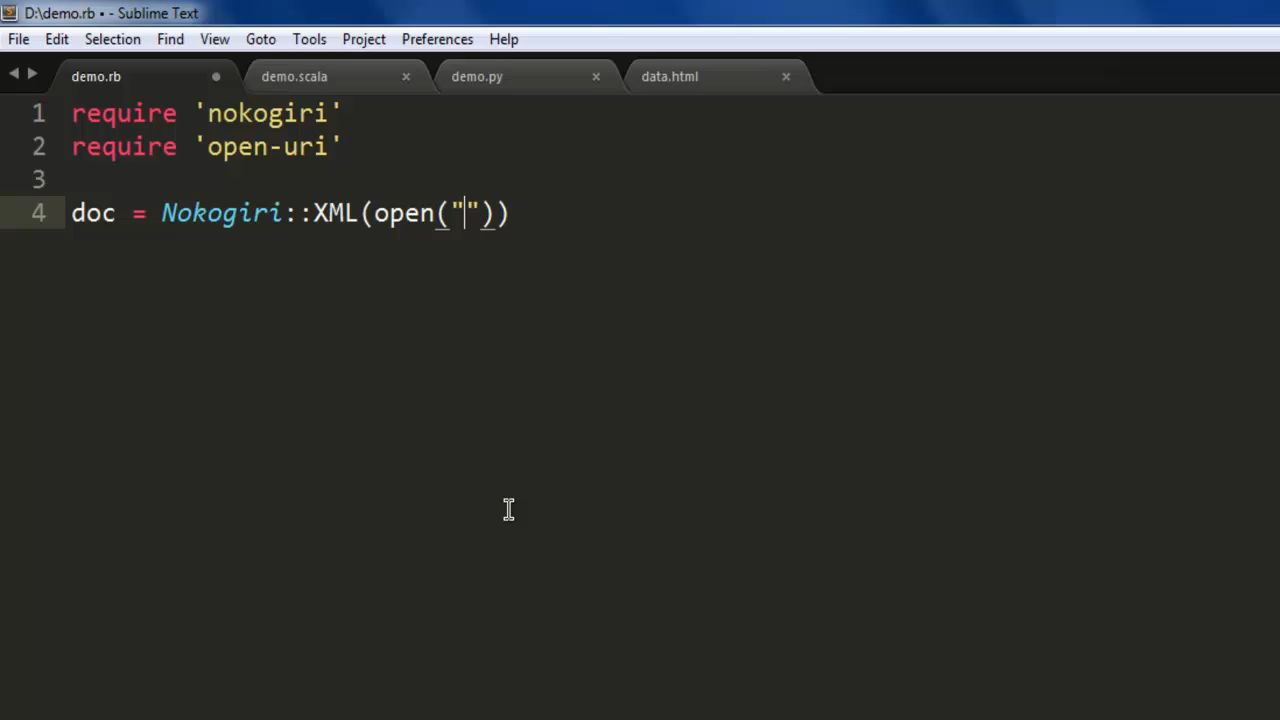 D:\demo.rb • - Sublime Text
File Edit Selection Find View Goto Tools Project Preferences Help
demo.rb demo.scala × demo.py × data.html ×
1 require 'nokogiri'
2 require 'open-uri'
3
4 doc = Nokogiri::XML(open(""))